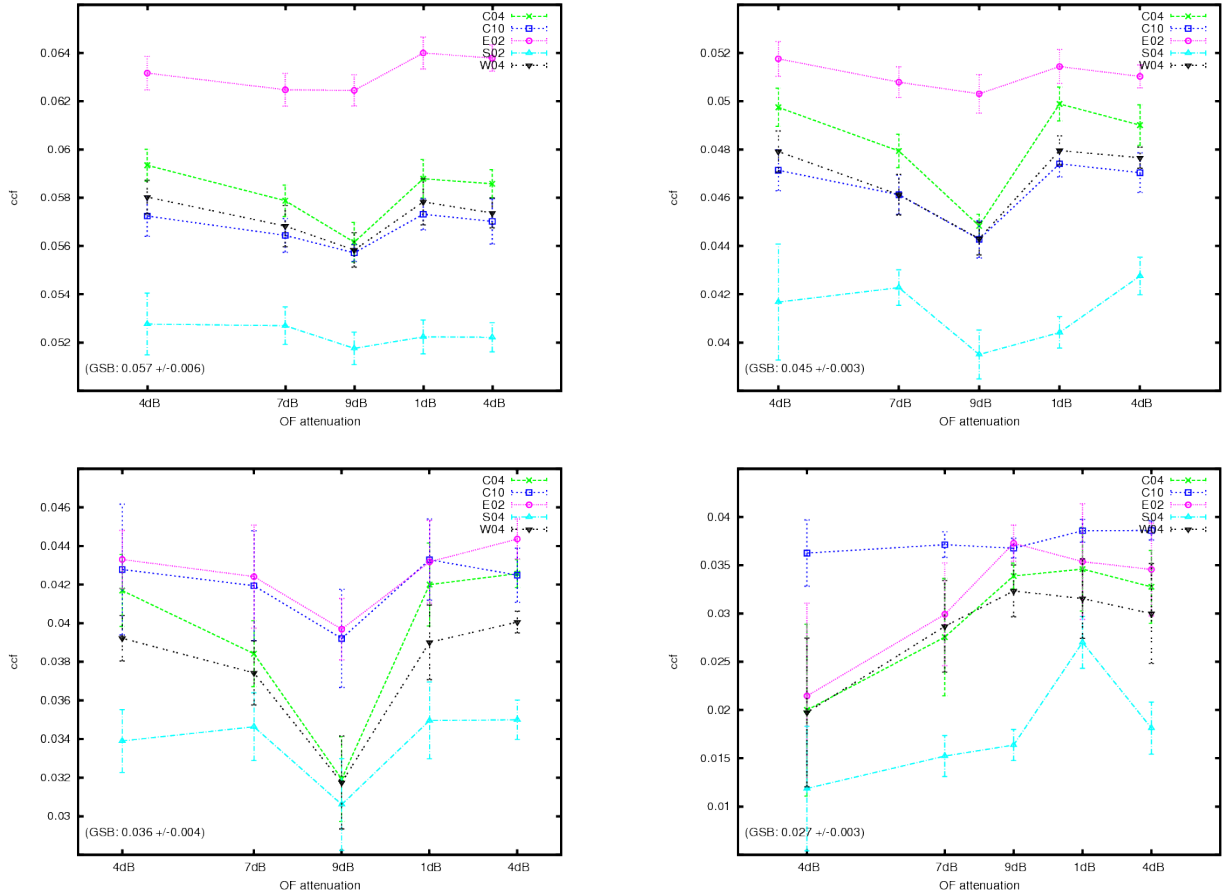 C04
C10
E02
S02
W04
0.064
0.062
0.06
0.058
0.056
0.054
0.052
ccf
(GSB: 0.057 +/-0.006)
4dB 7dB 9dB 1dB 4dB
OF attenuation
C04
C10
E02
S04
W04
0.052
0.05
0.048
0.046
0.044
0.042
0.04
ccf
(GSB: 0.045 +/-0.003)
4dB 7dB 9dB 1dB 4dB
OF attenuation
C04
C10
E02
S04
W04
0.046
0.044
0.042
0.04
0.038
0.036
0.034
0.032
0.03
ccf
(GSB: 0.036 +/-0.004)
4dB 7dB 9dB 1dB 4dB
OF attenuation
C04
C10
E02
S04
W04
0.04
0.035
0.03
0.025
0.02
0.015
0.01
ccf
(GSB: 0.027 +/-0.003)
4dB 7dB 9dB 1dB 4dB
OF attenuation